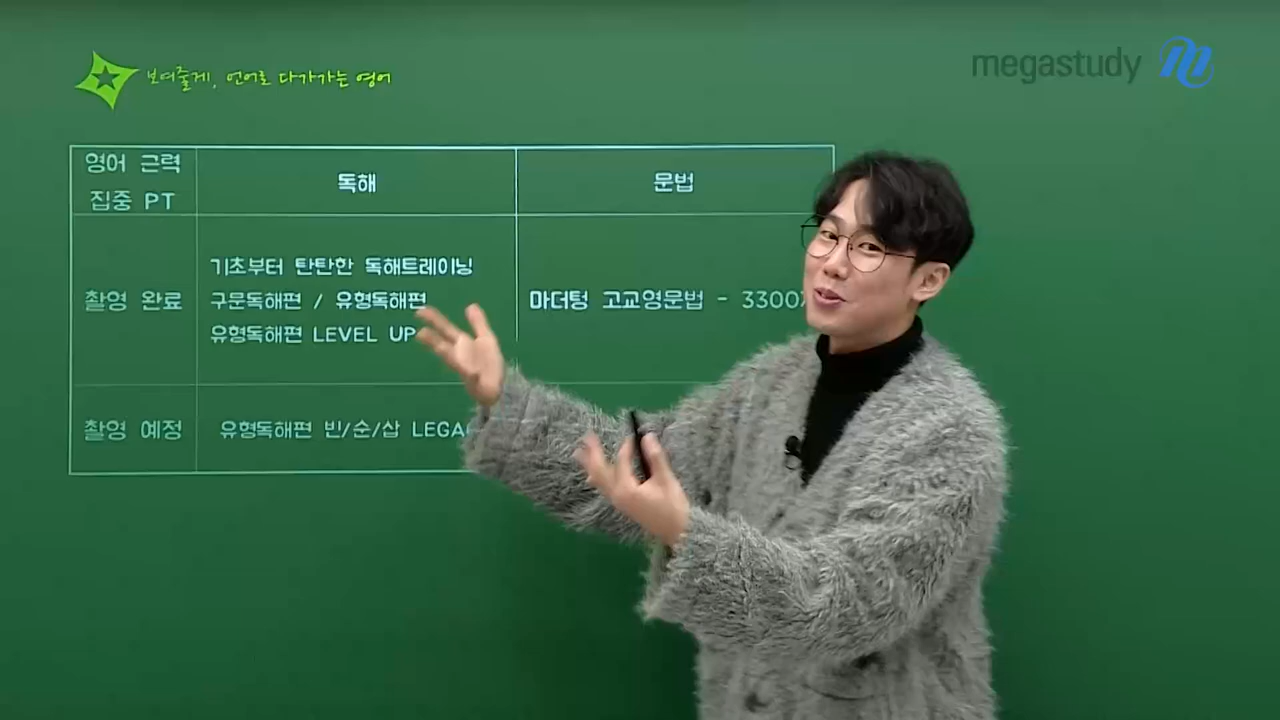 보여줄게, 언어로 다가가는 영어
megastudy
영어 근력
집중 PT
독해
문법
촬영 완료
기초부터 탄탄한 독해트레이닝
구문독해편 / 유형독해편
유형독해편 LEVEL UP
마더텅 고교영문법 - 3300
촬영 예정
유형독해편 빈/순/삽